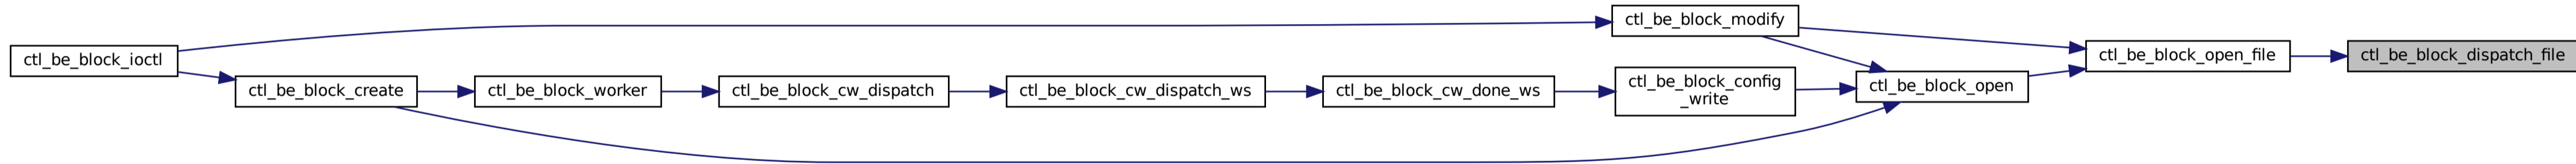 ctl_be_block_ioctl
ctl_be_block_create
ctl_be_block_worker
ctl_be_block_cw_dispatch
ctl_be_block_cw_dispatch_ws
ctl_be_block_cw_done_ws
ctl_be_block_modify
ctl_be_block_config
_write
ctl_be_block_open
ctl_be_block_open_file
ctl_be_block_dispatch_file